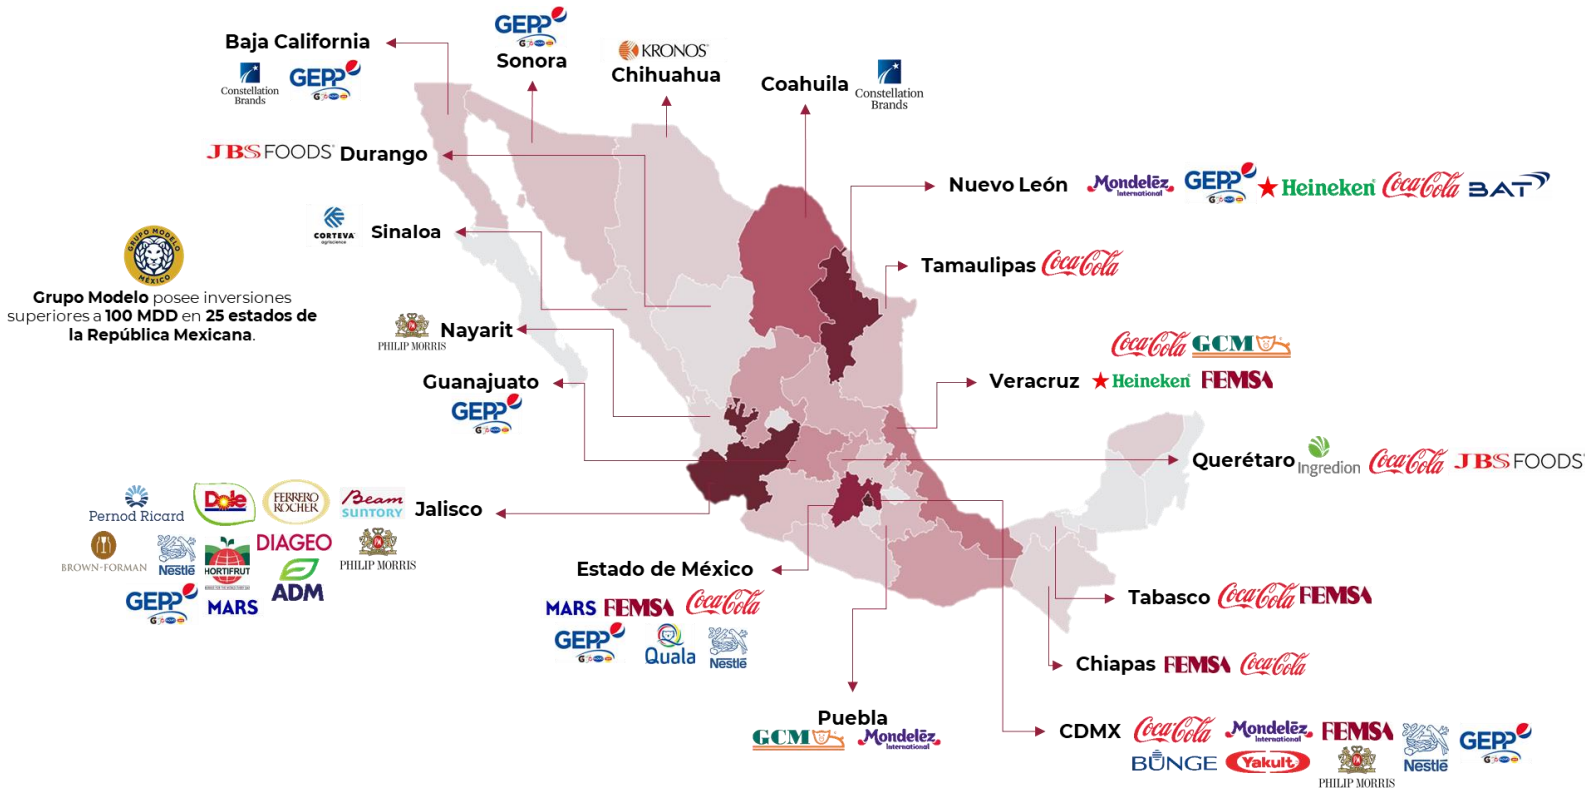 Baja California
Constellation
Brands
GEPP
Sonora
GEPP
KRONOS
Chihuahua
Coahuila
Constellation
Brands
JBS FOODS Durango
CORTEVA
agriscience
Sinaloa
GRUPO MODELO
MÉXICO
Grupo Modelo posee inversiones
superiores a 100 MDD en 25 estados de
la República Mexicana.
PHILIP MORRIS
Nayarit
Guanajuato
GEPP
Nuevo León
Mondelēz
International
GEPP
Heineken
Coca-Cola
BAT
Tamaulipas Coca-Cola
Coca-Cola GCM
Veracruz Heineken FEMSA
Querétaro Ingredion Coca-Cola JBS FOODS
Pernod Ricard
Dole
FERRERO
ROCHER
Beam
SUNTORY
Jalisco
BROWN-FORMAN
Nestlé
HORTIFRUT
DIAGEO
ADM
PHILIP MORRIS
GEPP
MARS
Estado de México
MARS FEMSA Coca-Cola
GEPP Quala Nestlé
Tabasco Coca-Cola FEMSA
Chiapas FEMSA Coca-Cola
Puebla
GCM Mondelēz
International
CDMX Coca-Cola Mondelēz
International
FEMSA
Nestlé
GEPP
BUNGE Yakult
PHILIP MORRIS